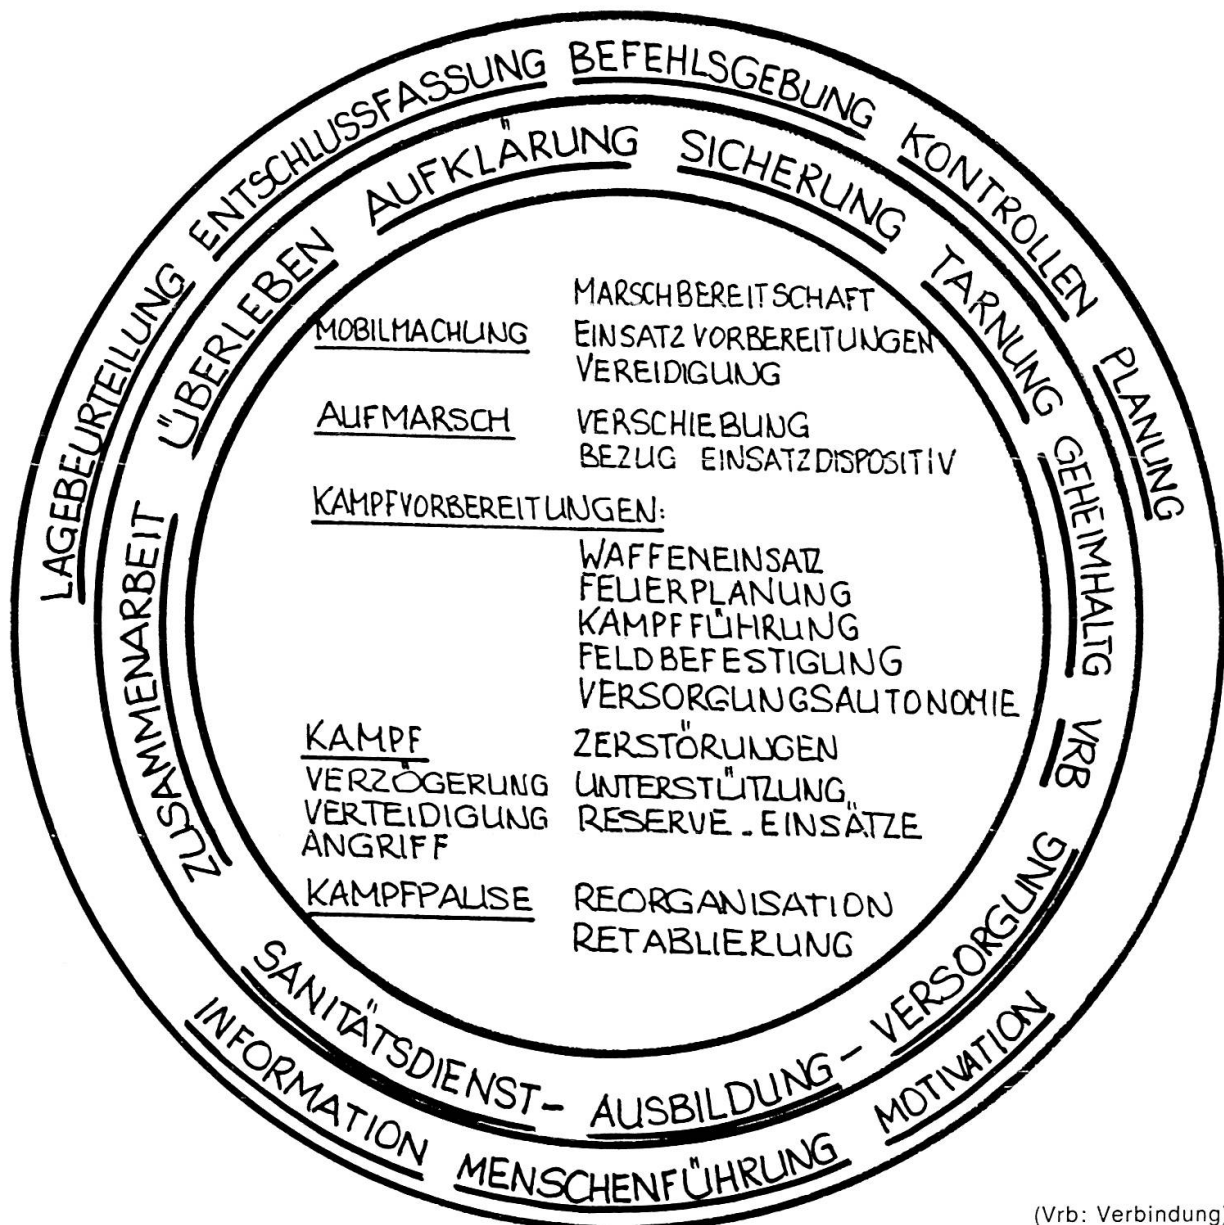 LAGEBEURTEILUNG ENTSCHLUSSFASSUNG BEFEHLSGEBUNG KONTROLLEN PLANUNG
ZUSAMMENARBEIT ÜBERLEBEN AUFKLÄRUNG SICHERUNG TARNUNG GEHEIMHALTG VRB
MARSCHBEREITSCHAFT
MOBILMACHUNG EINSATZVORBEREITUNGEN
VEREIDIGUNG
AUFMARSCH VERSCHIEBUNG
BEZUG EINSATZDISPOSITIV
KAMPFVORBEREITUNGEN:
WAFFENEINSATZ
FEUERPLANUNG
KAMPFFÜHRUNG
FELDBEFESTIGUNG
VERSORGUNGSAUTONOMIE
KAMPF ZERSTÖRUNGEN
VERZÖGERUNG UNTERSTÜTZUNG
VERTEIDIGUNG RESERVE-EINSÄTZE
ANGRIFF
KAMPFPAUSE REORGANISATION
RETABLIERUNG
SANITÄTSDIENST - AUSBILDUNG - VERSORGUNG
INFORMATION MENSCHENFÜHRUNG MOTIVATION
(Vrb: Verbindung)